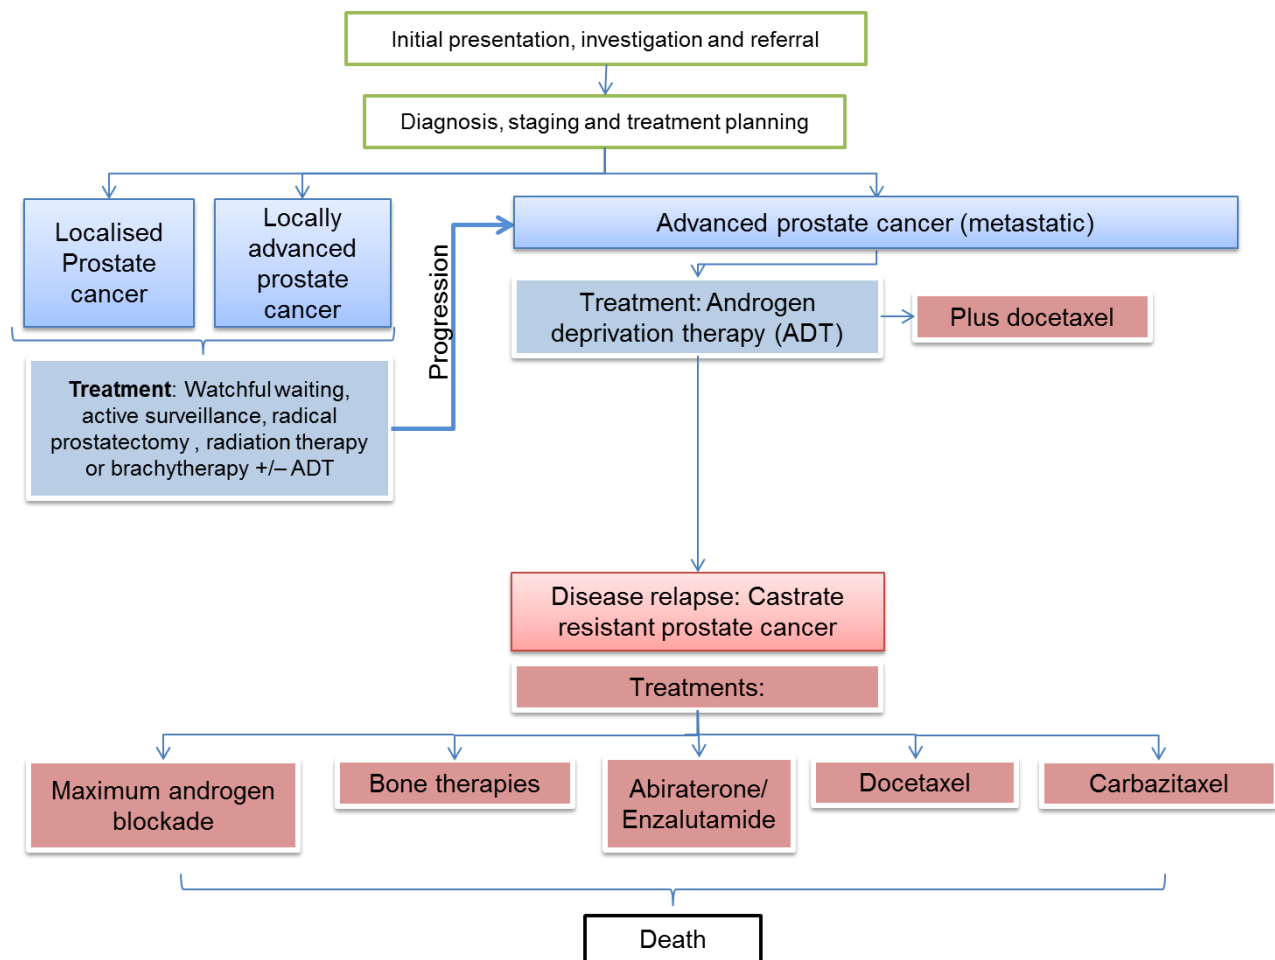 Initial presentation, investigation and referral
Diagnosis, staging and treatment planning
Localised
Prostate
cancer
Locally
advanced
prostate
cancer
Advanced prostate cancer (metastatic)
Progression
Treatment: Androgen
deprivation therapy (ADT)
Plus docetaxel
Treatment: Watchful waiting,
active surveillance, radical
prostatectomy , radiation therapy
or brachytherapy +/– ADT
Disease relapse: Castrate
resistant prostate cancer
Treatments:
Maximum androgen
blockade
Bone therapies
Abiraterone/
Enzalutamide
Docetaxel
Carbazitaxel
Death